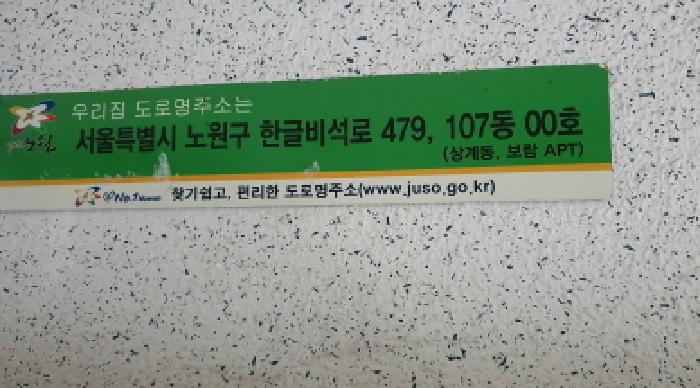 우리집 도로명주소는
서울특별시 노원구 한글비석로 479, 107동 00호
(상계동, 보람 APT)
노원
찾기쉽고, 편리한 도로명주소(www.juso.go.kr)